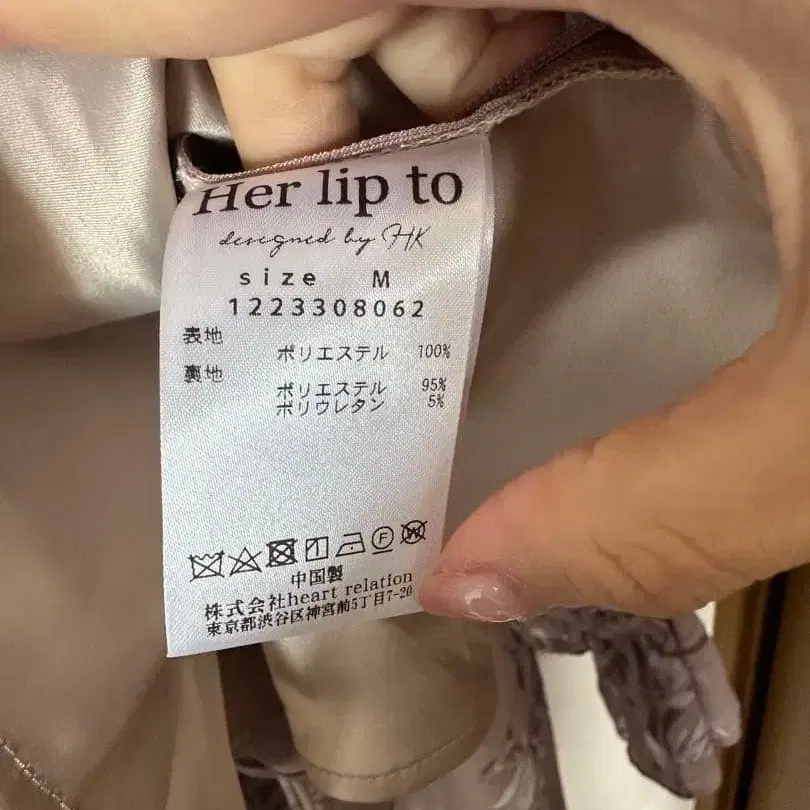 Her lip to
designed by HK
size M
1223308062
表地
ポリエステル 100%
裏地
ポリエステル 95%
ポリウレタン 5%
中国製
株式会社heart relation
東京都渋谷区神宮前5丁目7-20